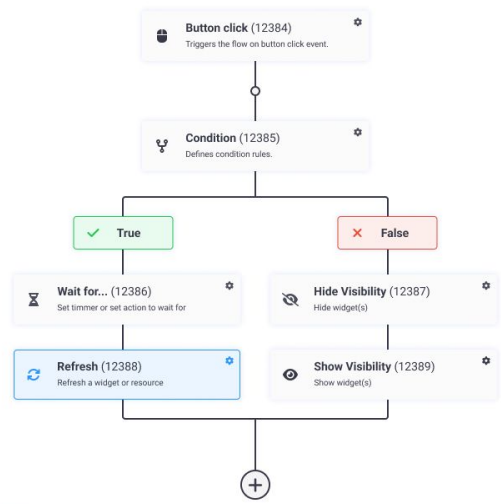 Button click (12384)
Triggers the flow on button click event.
Condition (12385)
Defines condition rules.
True
False
Wait for... (12386)
Set timmer or set action to wait for
Hide Visibility (12387)
Hide widget(s)
Refresh (12388)
Refresh a widget or resource
Show Visibility (12389)
Show widget(s)